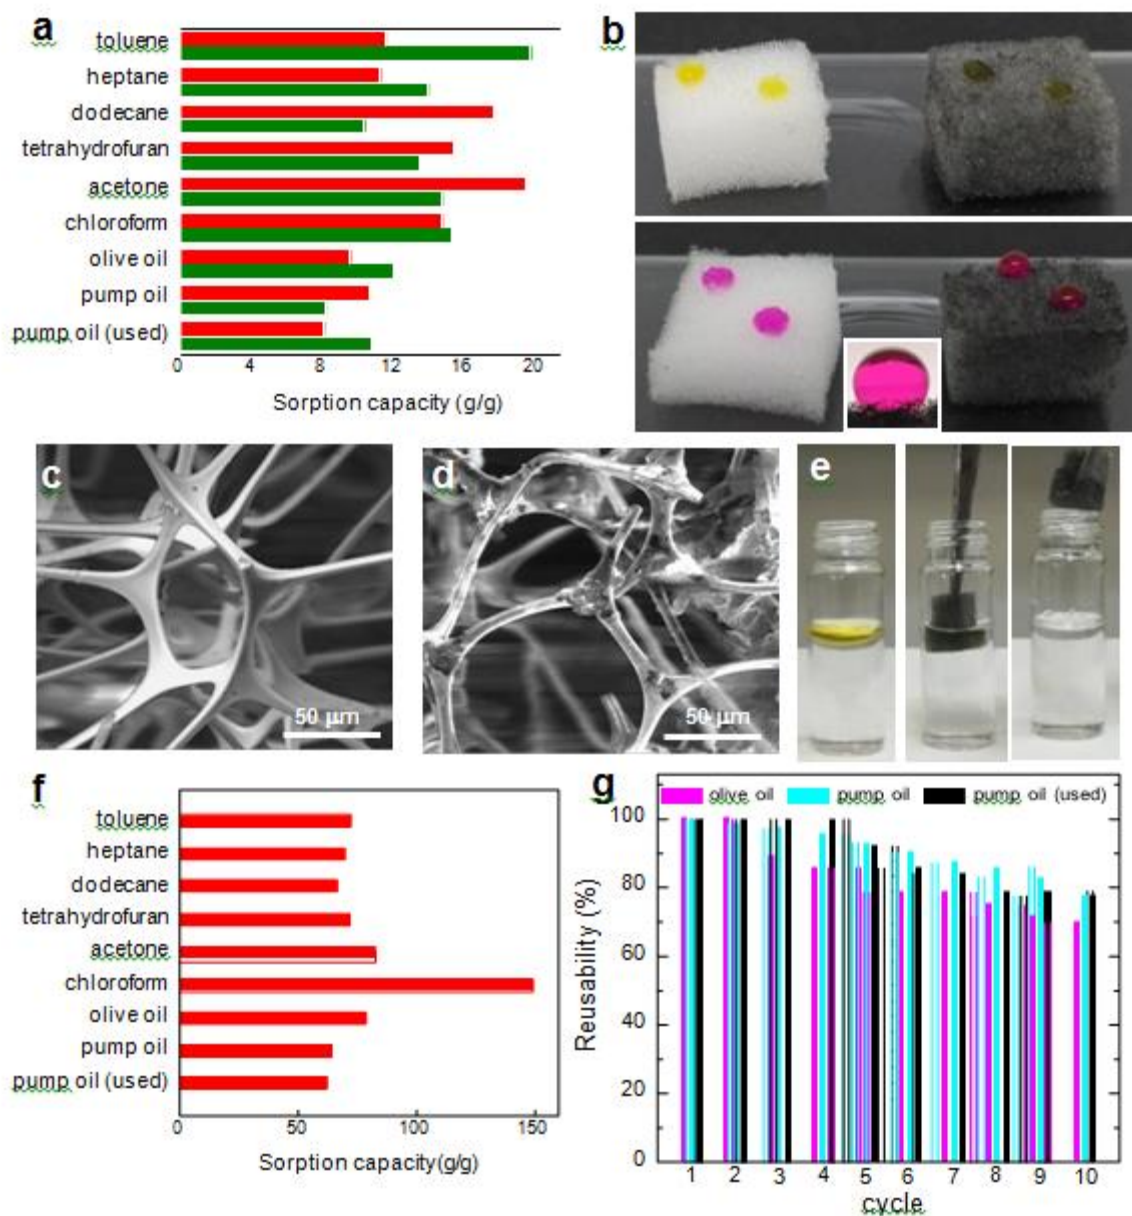 a
toluene
heptane
dodecane
tetrahydrofuran
acetone
chloroform
olive oil
pump oil
pump oil (used)
0 4 8 12 16 20
Sorption capacity (g/g)
b
c
50 µm
d
50 µm
e
f
toluene
heptane
dodecane
tetrahydrofuran
acetone
chloroform
olive oil
pump oil
pump oil (used)
0 50 100 150
Sorption capacity(g/g)
g
olive oil pump oil pump oil (used)
100
80
60
40
20
0
Reusability (%)
1 2 3 4 5 6 7 8 9 10
cycle